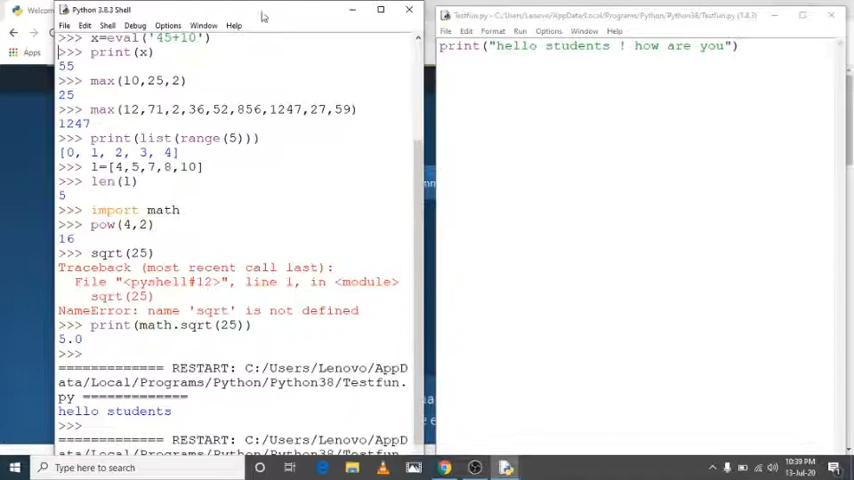 Welcom
Apps
Python 3.8.3 Shell
File Edit Shell Debug Options Window Help
>>> x=eval('45+10')
>>> print(x)
55
>>> max(10,25,2)
25
>>> max(12,71,2,36,52,856,1247,27,59)
1247
>>> print(list(range(5)))
[0, 1, 2, 3, 4]
>>> l=[4,5,7,8,10]
>>> len(l)
5
>>> import math
>>> pow(4,2)
16
>>> sqrt(25)
Traceback (most recent call last):
File "<pyshell#12>", line 1, in <module>
sqrt(25)
NameError: name 'sqrt' is not defined
>>> print(math.sqrt(25))
5.0
>>>
============= RESTART: C:/Users/Lenovo/AppD
ata/Local/Programs/Python/Python38/Testfun.
py =============
hello students
>>>
============= RESTART: C:/Users/Lenovo/AppD
ata/Local/Programs/Python/Python38/Testfun.
Testfun.py - C:/Users/Lenovo/AppData/Local/Programs/Python/Python38/Testfun.py (3.8.3)
File Edit Format Run Options Window Help
print("hello students ! how are you")
Type here to search
10:39 PM
13-Jul-20